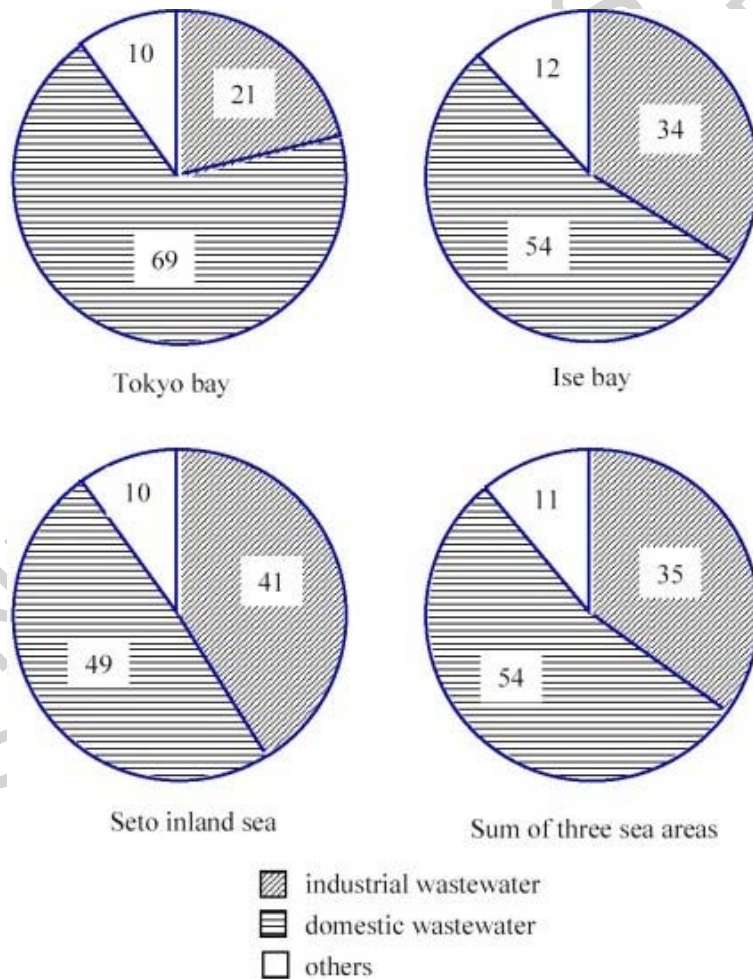 10
21
69
Tokyo bay
12
34
54
Ise bay
10
41
49
Seto inland sea
11
35
54
Sum of three sea areas
industrial wastewater
domestic wastewater
others